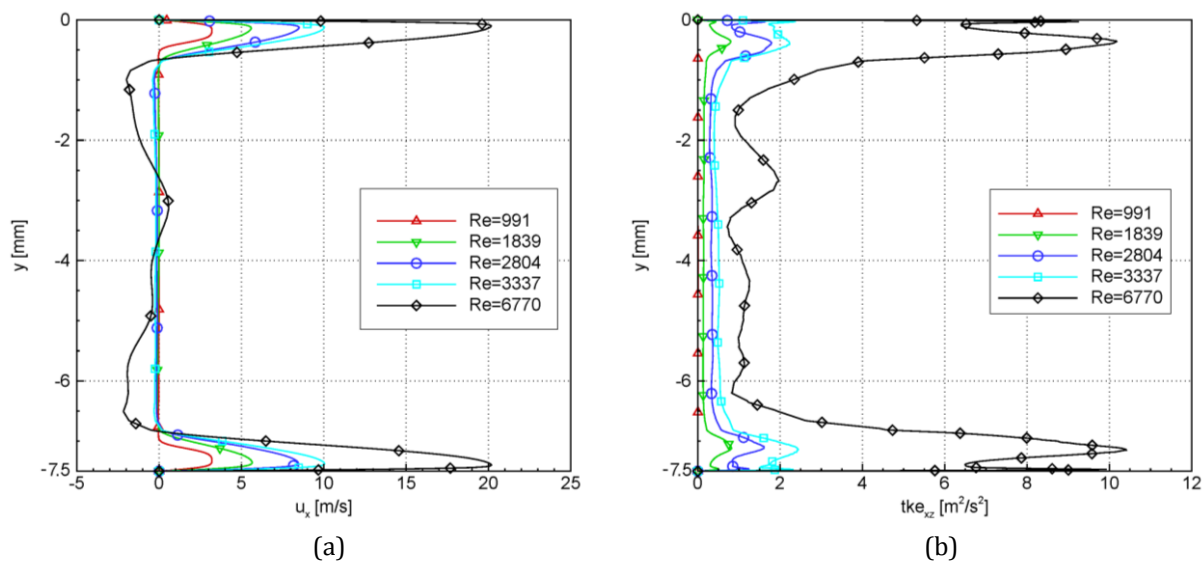 0
-2
-4
-6
-7.5
y [mm]
-5
0
5
10
15
20
25
u_x [m/s]
Re=991
Re=1839
Re=2804
Re=3337
Re=6770
(a)
0
-2
-4
-6
-7.5
y [mm]
0
2
4
6
8
10
12
tke_xz [m²/s²]
Re=991
Re=1839
Re=2804
Re=3337
Re=6770
(b)